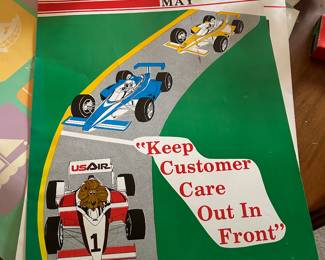 MAY
"Keep
Customer
Care
Out In
Front"
USAIR
1